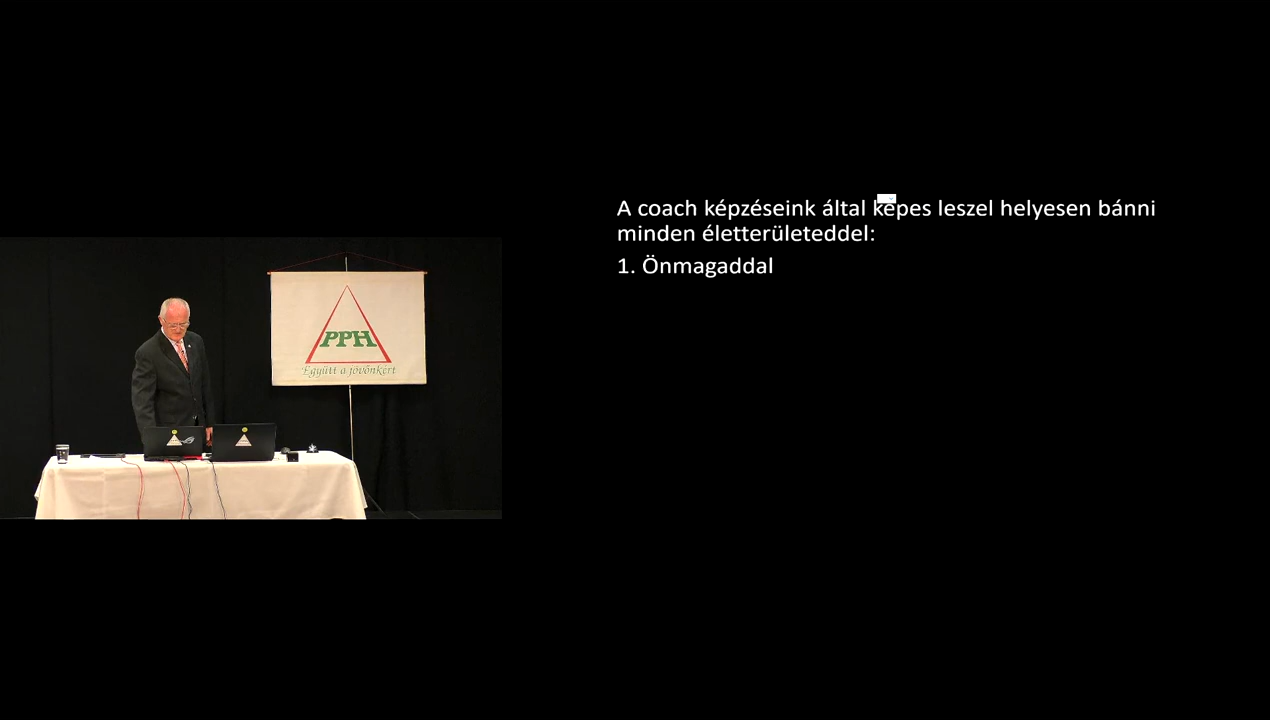 A coach képzéseink által képes leszel helyesen bánni
minden életterületeddel:
1. Önmagaddal
PPH
Együtt a jövőnkért